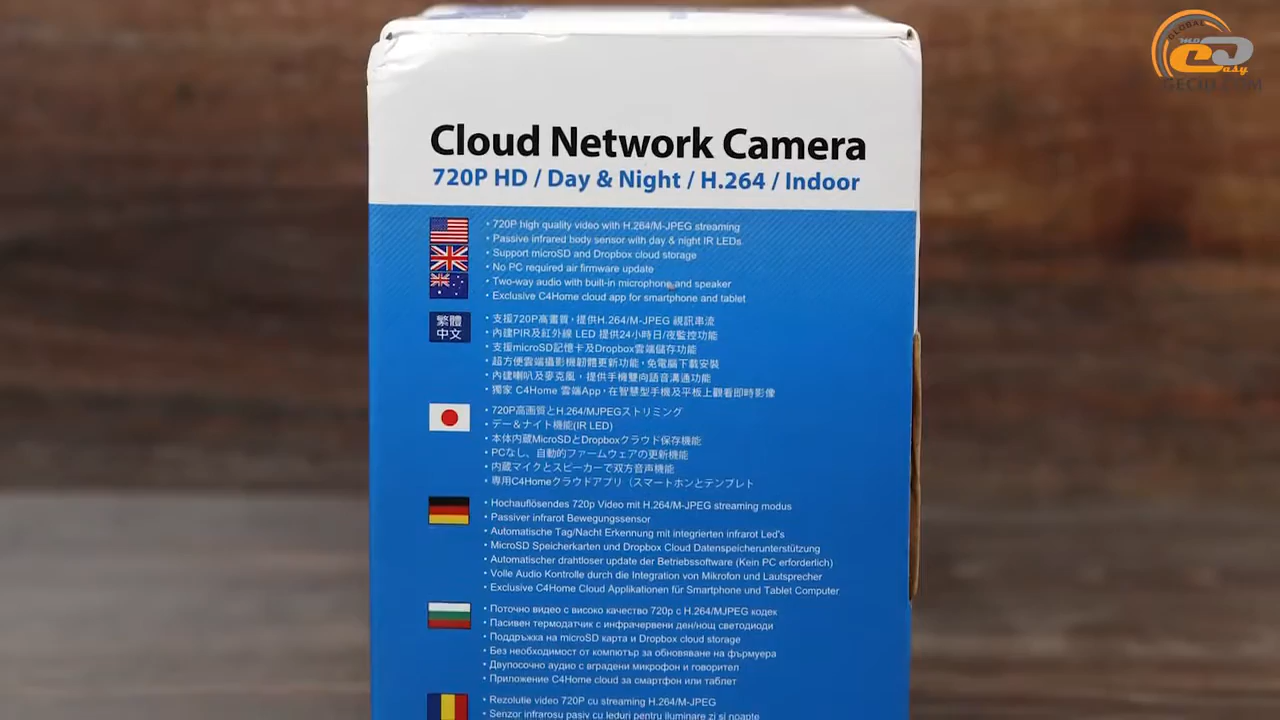 GLOBAL
asy
GECID.COM
Cloud Network Camera
720P HD / Day & Night / H.264 / Indoor
• 720P high quality video with H.264/M-JPEG streaming
• Passive infrared body sensor with day & night IR LEDs
• Support microSD and Dropbox cloud storage
• No PC required air firmware update
• Two-way audio with built-in microphone and speaker
• Exclusive C4Home cloud app for smartphone and tablet
繁體
中文
• 支援720P高畫質，提供H.264/M-JPEG 視訊串流
• 內建PIR及紅外線 LED 提供24小時日/夜監控功能
• 支援microSD記憶卡及Dropbox雲端儲存功能
• 超方便雲端攝影機韌體更新功能，免電腦下載安裝
• 內建喇叭及麥克風，提供手機雙向語音溝通功能
• 獨家 C4Home 雲端App，在智慧型手機及平板上觀看即時影像
• 720P高画質とH.264/MJPEGストリミング
• デー＆ナイト機能(IR LED)
• 本体内蔵MicroSDとDropboxクラウド保存機能
• PCなし、自動的ファームウェアの更新機能
• 内蔵マイクとスピーカーで双方音声機能
• 専用C4Homeクラウドアプリ（スマートホンとテンプレト
• Hochauflösendes 720p Video mit H.264/M-JPEG streaming modus
• Passiver infrarot Bewegungssensor
• Automatische Tag/Nacht Erkennung mit integrierten infrarot Led's
• MicroSD Speicherkarten und Dropbox Cloud Datenspeicherunterstützung
• Automatischer drahtloser update der Betriebssoftware (Kein PC erforderlich)
• Volle Audio Kontrolle durch die Integration von Mikrofon und Lautsprecher
• Exclusive C4Home Cloud Applikationen für Smartphone und Tablet Computer
• Поточно видео с високо качество 720p с H.264/MJPEG кодек
• Пасивен термодатчик с инфрачервени ден/нощ светодиоди
• Поддръжка на microSD карта и Dropbox cloud storage
• Без необходимост от компютър за обновяване на фърмуера
• Двупосочно аудио с вградени микрофон и говорител
• Приложение C4Home cloud за смартфон или таблет
• Rezolutie video 720P cu streaming H.264/M-JPEG
• Senzor infrarosu pasiv cu leduri pentru iluminare zi si noapte